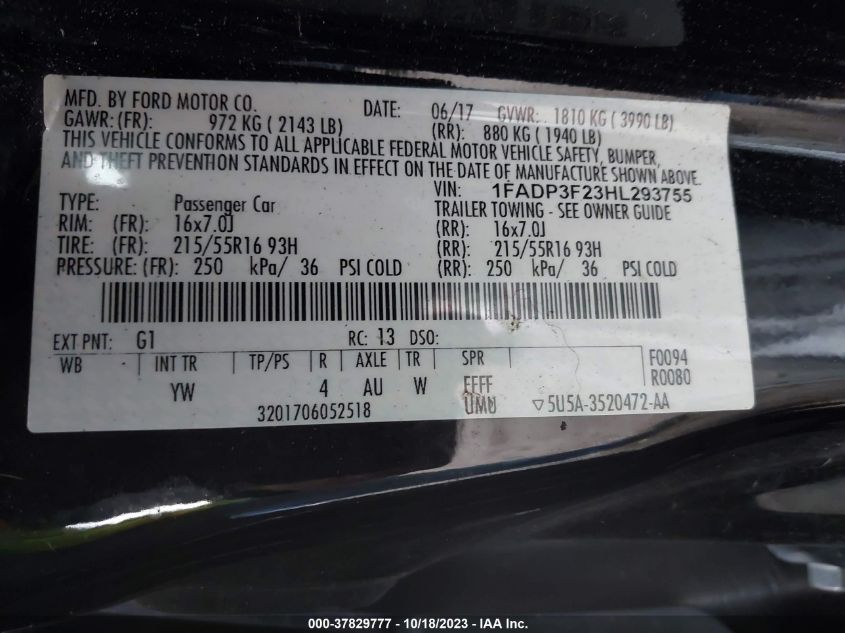 MFD. BY FORD MOTOR CO. DATE: 06/17 GVWR: 1810 KG ( 3990 LB)
GAWR:(FR): 972 KG ( 2143 LB) (RR): 880 KG ( 1940 LB)
THIS VEHICLE CONFORMS TO ALL APPLICABLE FEDERAL MOTOR VEHICLE SAFETY, BUMPER,
AND THEFT PREVENTION STANDARDS IN EFFECT ON THE DATE OF MANUFACTURE SHOWN ABOVE.
VIN: 1FADP3F23HL293755
TYPE: Passenger Car TRAILER TOWING - SEE OWNER GUIDE
RIM: (FR): 16x7.0J (RR): 16x7.0J
TIRE: (FR): 215/55R16 93H (RR): 215/55R16 93H
PRESSURE: (FR): 250 kPa/ 36 PSI COLD (RR): 250 kPa/ 36 PSI COLD
EXT PNT: G1 RC: 13 DSO:
WB INT TR TP/PS R AXLE TR SPR F0094
YW 4 AU W FFFF R0080
3201706052518 UMU ▽5U5A-3520472-AA
000-37829777 - 10/18/2023 - IAA Inc.